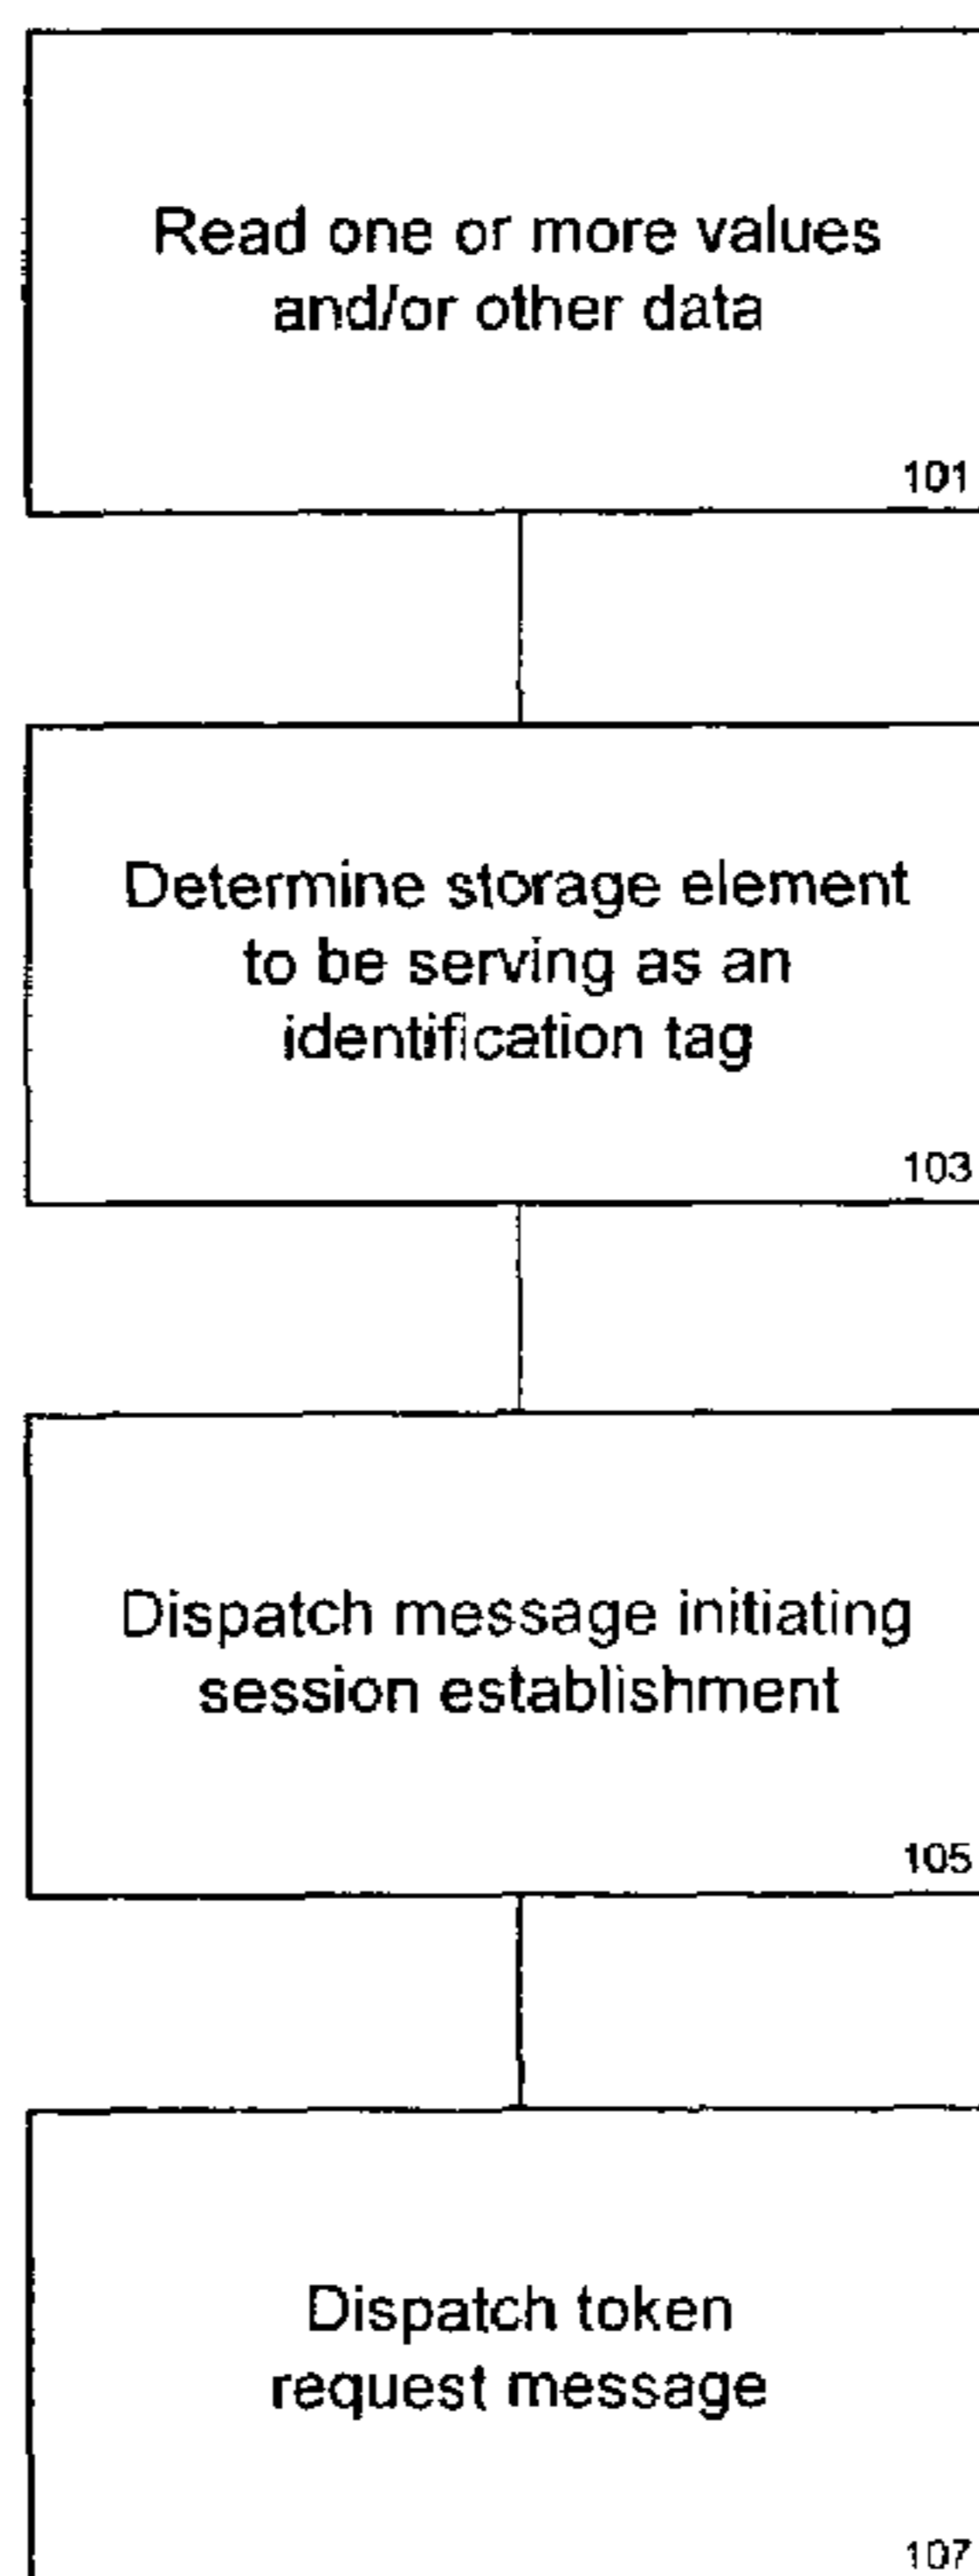 Read one or more values
and/or other data
101
Determine storage element
to be serving as an
identification tag
103
Dispatch message initiating
session establishment
105
Dispatch token
request message
107